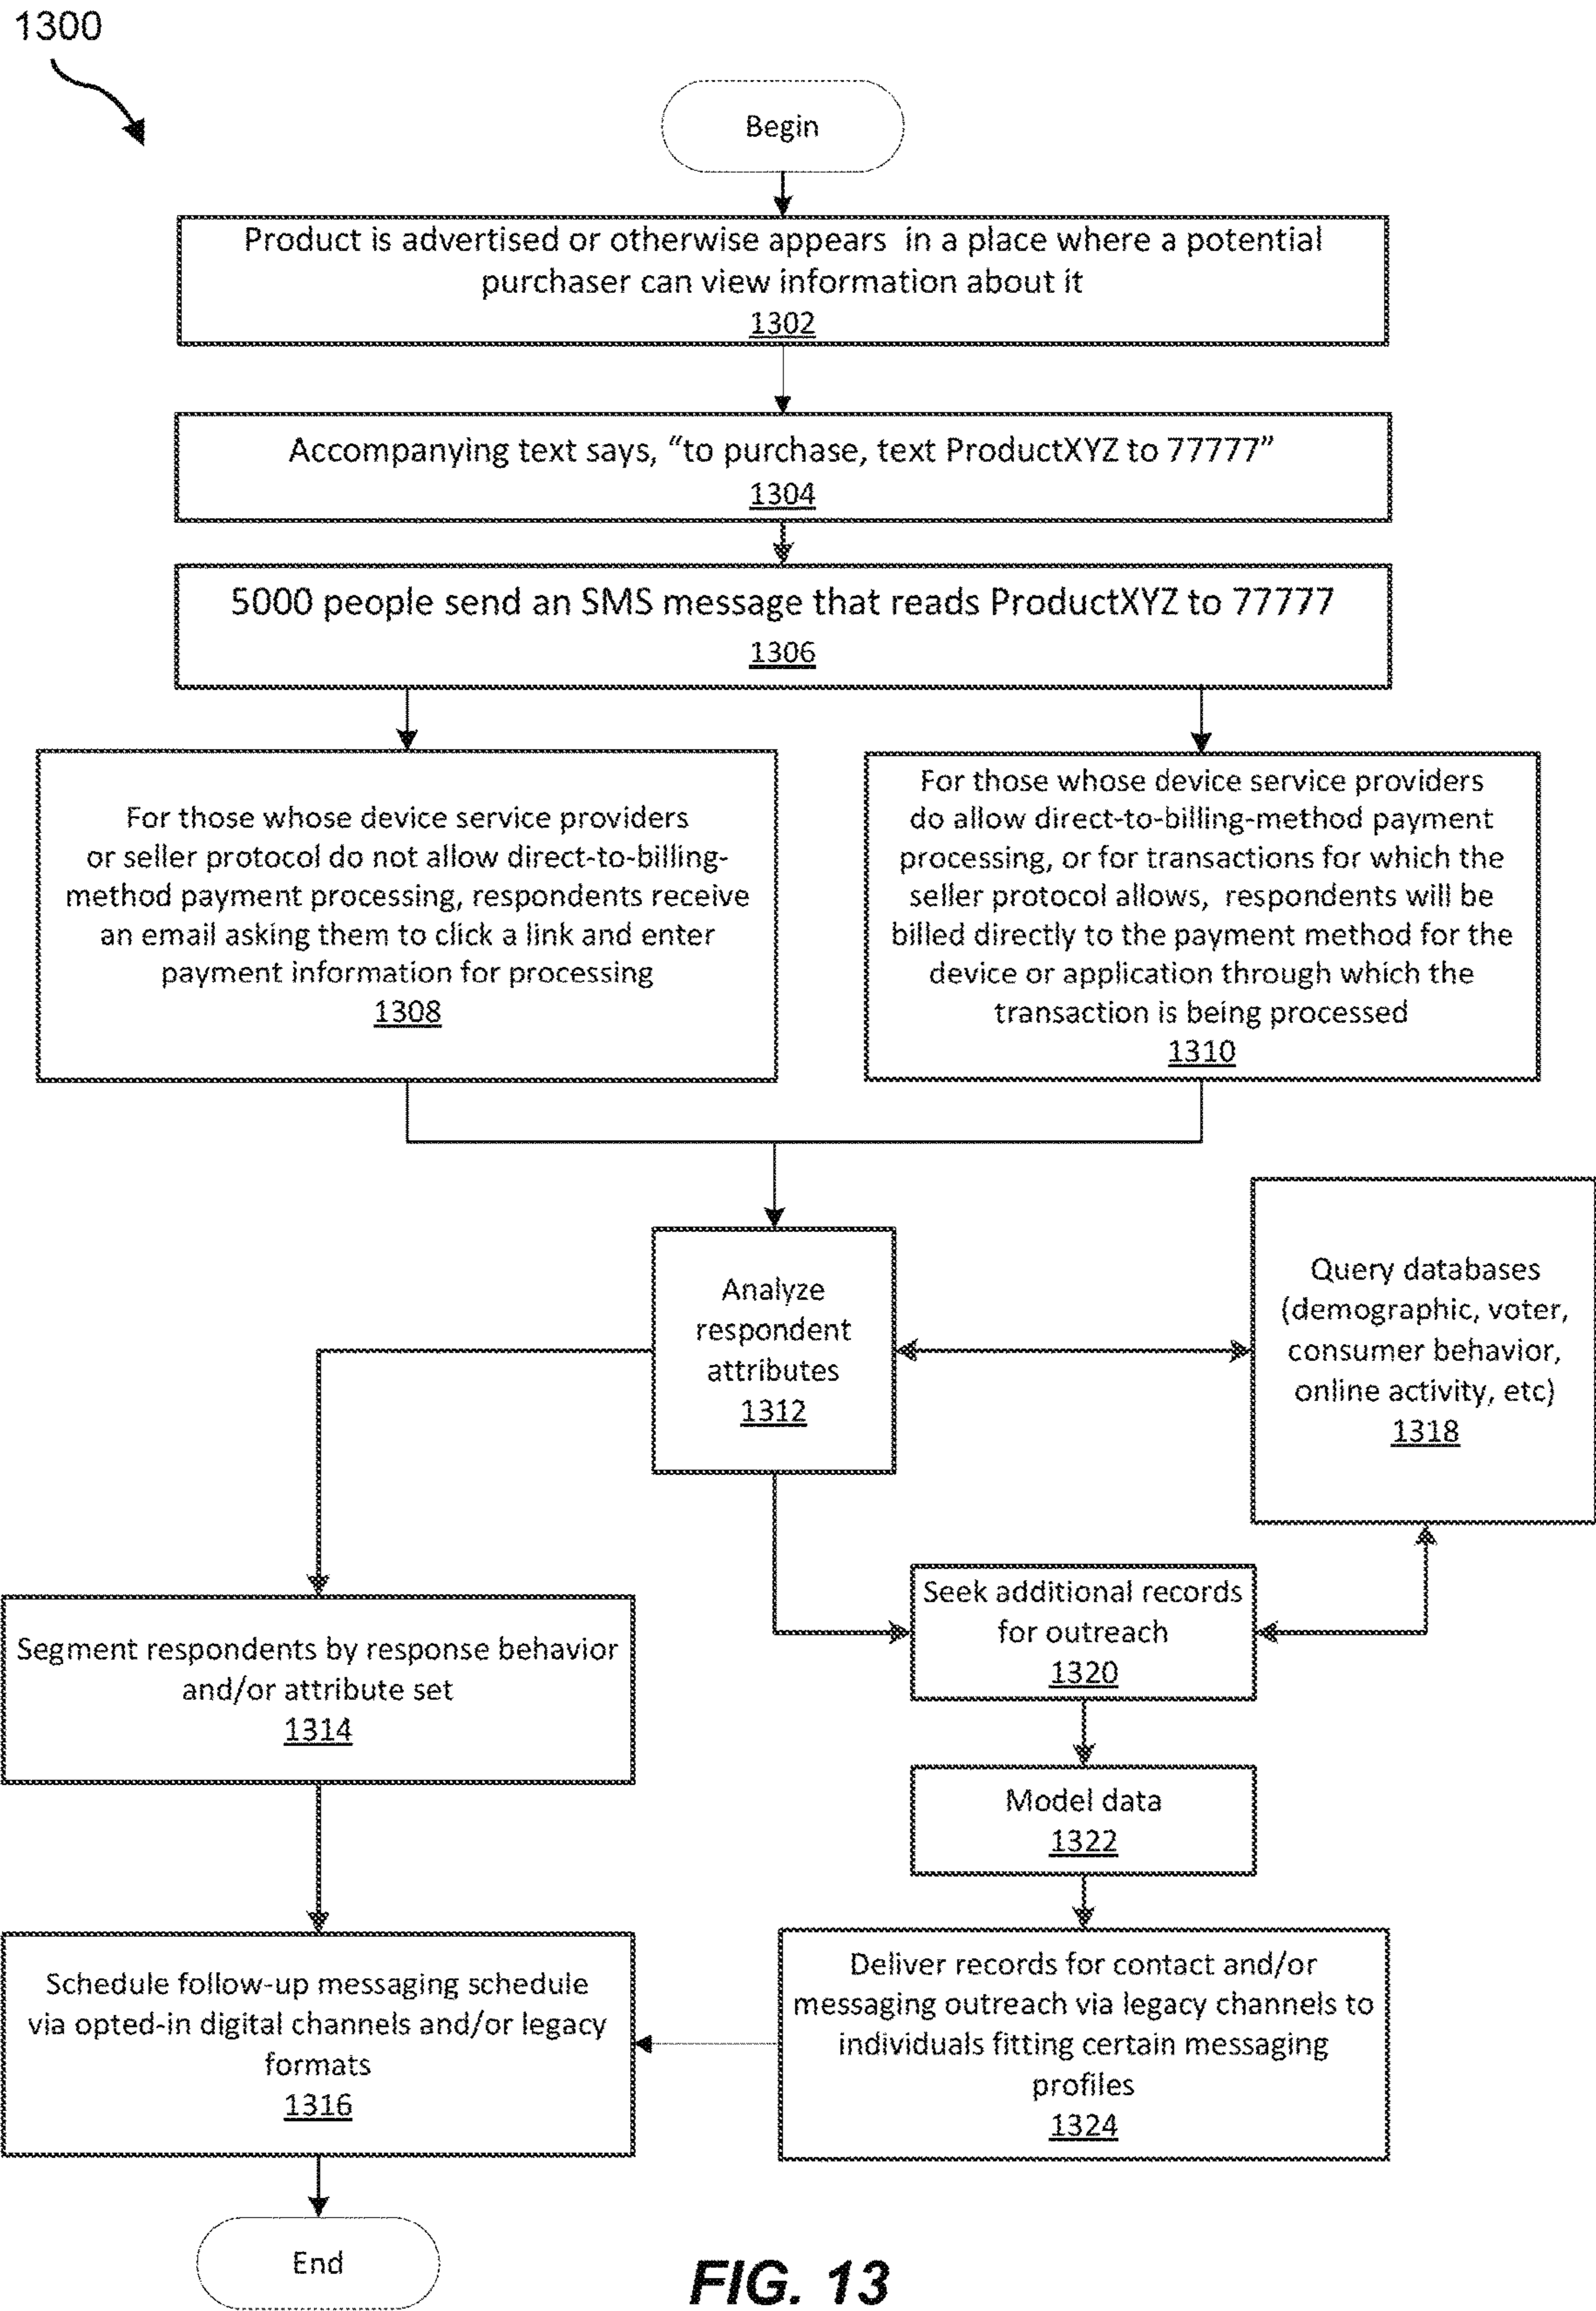 1300
Begin
Product is advertised or otherwise appears in a place where a potential
purchaser can view information about it
1302
Accompanying text says, “to purchase, text ProductXYZ to 77777”
1304
5000 people send an SMS message that reads ProductXYZ to 77777
1306
For those whose device service providers
or seller protocol do not allow direct-to-billing-
method payment processing, respondents receive
an email asking them to click a link and enter
payment information for processing
1308
For those whose device service providers
do allow direct-to-billing-method payment
processing, or for transactions for which the
seller protocol allows, respondents will be
billed directly to the payment method for the
device or application through which the
transaction is being processed
1310
Analyze
respondent
attributes
1312
Query databases
(demographic, voter,
consumer behavior,
online activity, etc)
1318
Seek additional records
for outreach
1320
Segment respondents by response behavior
and/or attribute set
1314
Model data
1322
Schedule follow-up messaging schedule
via opted-in digital channels and/or legacy
formats
1316
Deliver records for contact and/or
messaging outreach via legacy channels to
individuals fitting certain messaging
profiles
1324
End
FIG. 13